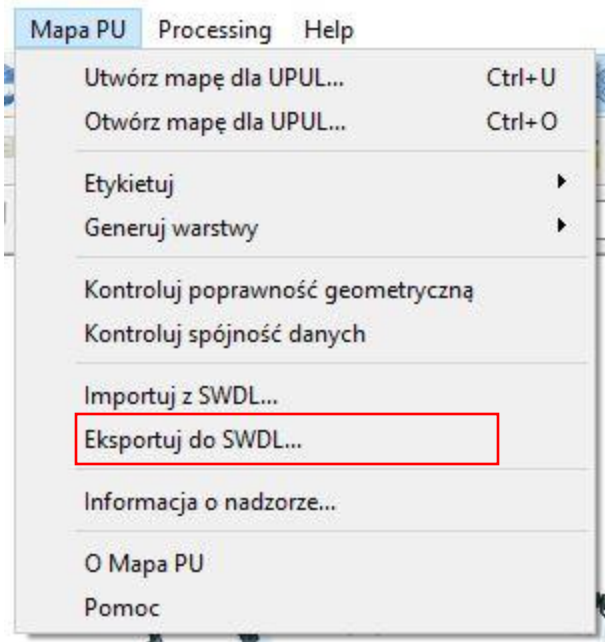 Mapa PU Processing Help
Utwórz mapę dla UPUL... Ctrl+U
Otwórz mapę dla UPUL... Ctrl+O
Etykietuj
Generuj warstwy
Kontroluj poprawność geometryczną
Kontroluj spójność danych
Importuj z SWDL...
Eksportuj do SWDL...
Informacja o nadzorze...
O Mapa PU
Pomoc